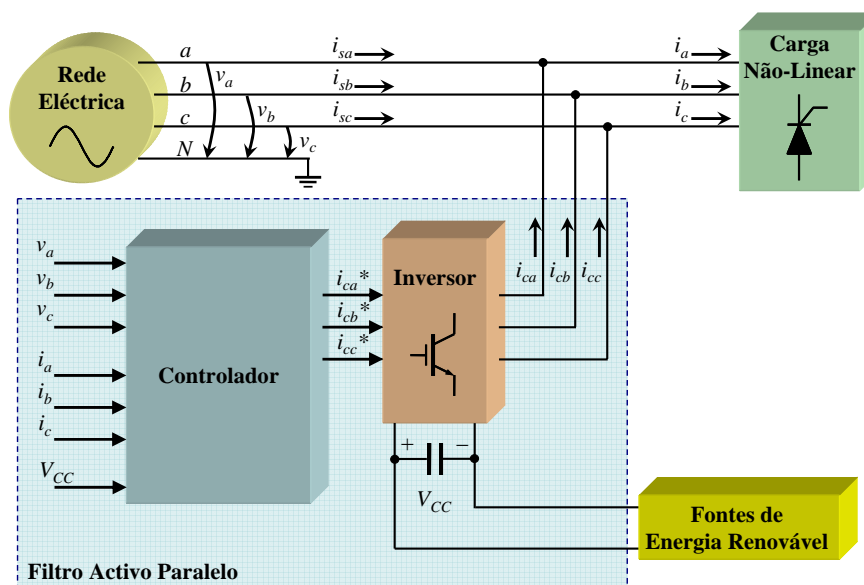 Rede
Eléctrica
a
b
c
N
v_a
v_b
v_c
i_sa
i_sb
i_sc
i_a
i_b
i_c
Carga
Não-Linear
v_a
v_b
v_c
i_a
i_b
i_c
V_CC
Controlador
i_ca*
i_cb*
i_cc*
Inversor
i_ca
i_cb
i_cc
+
−
V_CC
Fontes de
Energia Renovável
Filtro Activo Paralelo